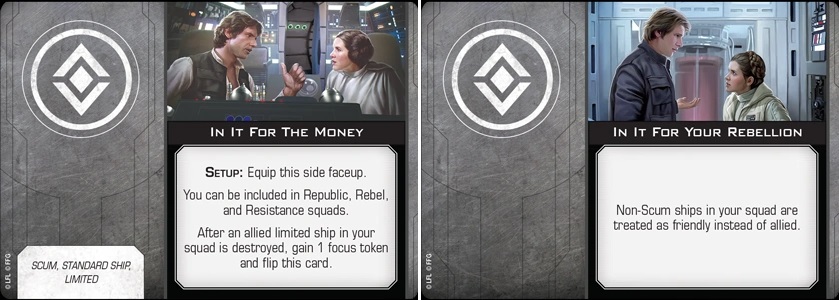 IN IT FOR THE MONEY
SETUP: Equip this side faceup.
You can be included in Republic, Rebel,
and Resistance squads.
After an allied limited ship in your
squad is destroyed, gain 1 focus token
and flip this card.
SCUM, STANDARD SHIP,
LIMITED
©LFL ©FFG
IN IT FOR YOUR REBELLION
Non-Scum ships in your squad are
treated as friendly instead of allied.
©LFL ©FFG